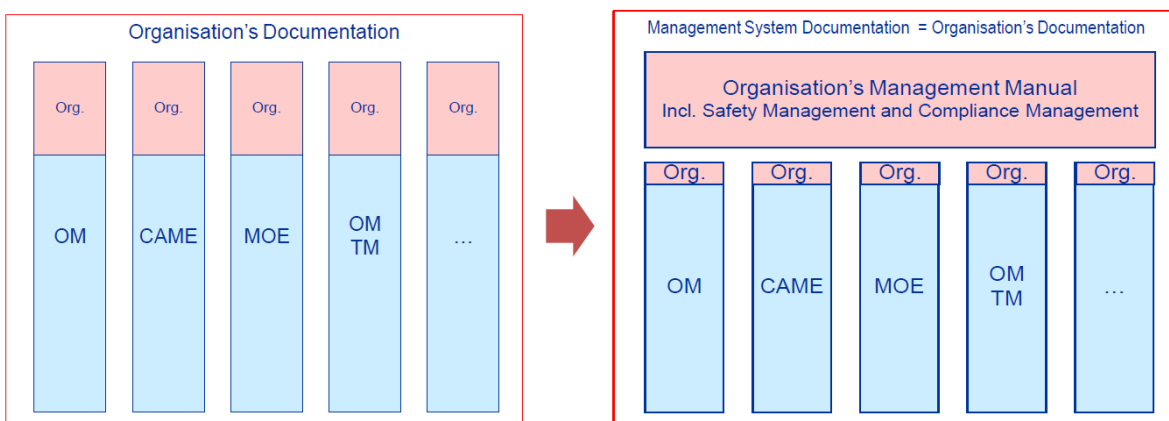 Organisation's Documentation
Org.
Org.
Org.
Org.
Org.
OM
CAME
MOE
OM
TM
...
Management System Documentation = Organisation's Documentation
Organisation's Management Manual
Incl. Safety Management and Compliance Management
Org.
Org.
Org.
Org.
Org.
OM
CAME
MOE
OM
TM
...